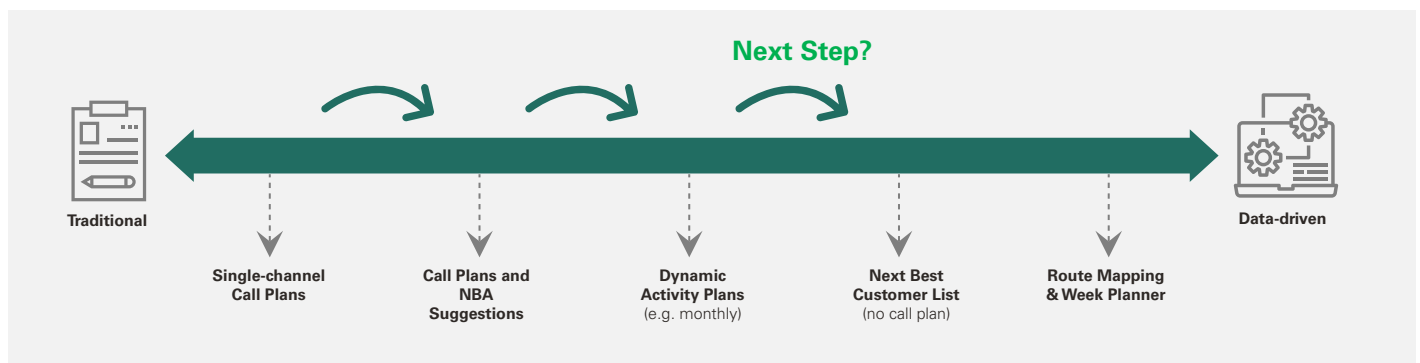 Next Step?
Traditional
Data-driven
Single-channel
Call Plans
Call Plans and
NBA
Suggestions
Dynamic
Activity Plans
(e.g. monthly)
Next Best
Customer List
(no call plan)
Route Mapping
& Week Planner